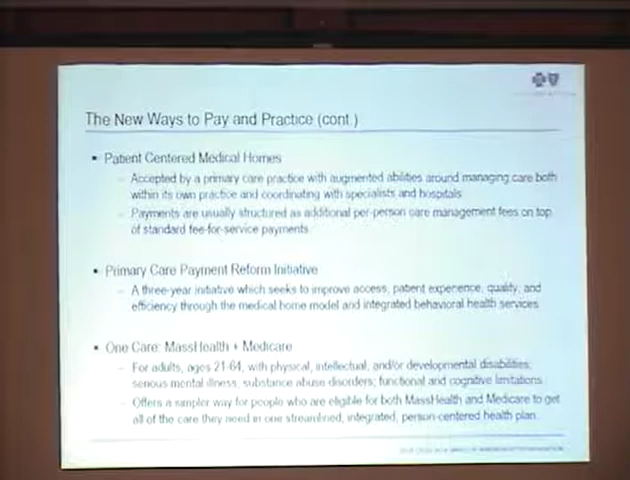 The New Ways to Pay and Practice (cont.)
▪ Patient Centered Medical Homes
– Accepted by a primary care practice with augmented abilities around managing care both
within its own practice and coordinating with specialists and hospitals
– Payments are usually structured as additional per-person care management fees on top
of standard fee-for-service payments.
▪ Primary Care Payment Reform Initiative
– A three-year initiative which seeks to improve access, patient experience, quality, and
efficiency through the medical home model and integrated behavioral health services
▪ One Care: MassHealth + Medicare
– For adults, ages 21-64, with physical, intellectual, and/or developmental disabilities;
serious mental illness; substance abuse disorders; functional and cognitive limitations
– Offers a simpler way for people who are eligible for both MassHealth and Medicare to get
all of the care they need in one streamlined, integrated, person-centered health plan.